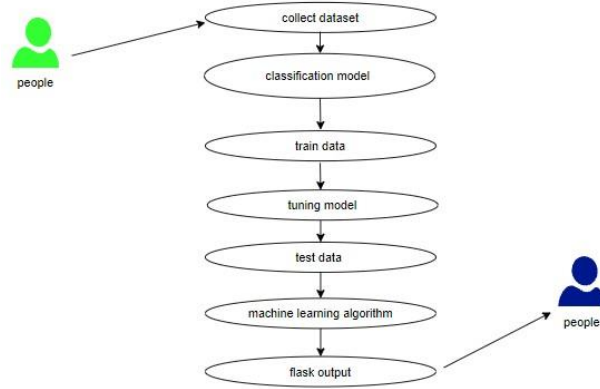 collect dataset
people
classification model
train data
tuning model
test data
machine learning algorithm
people
flask output